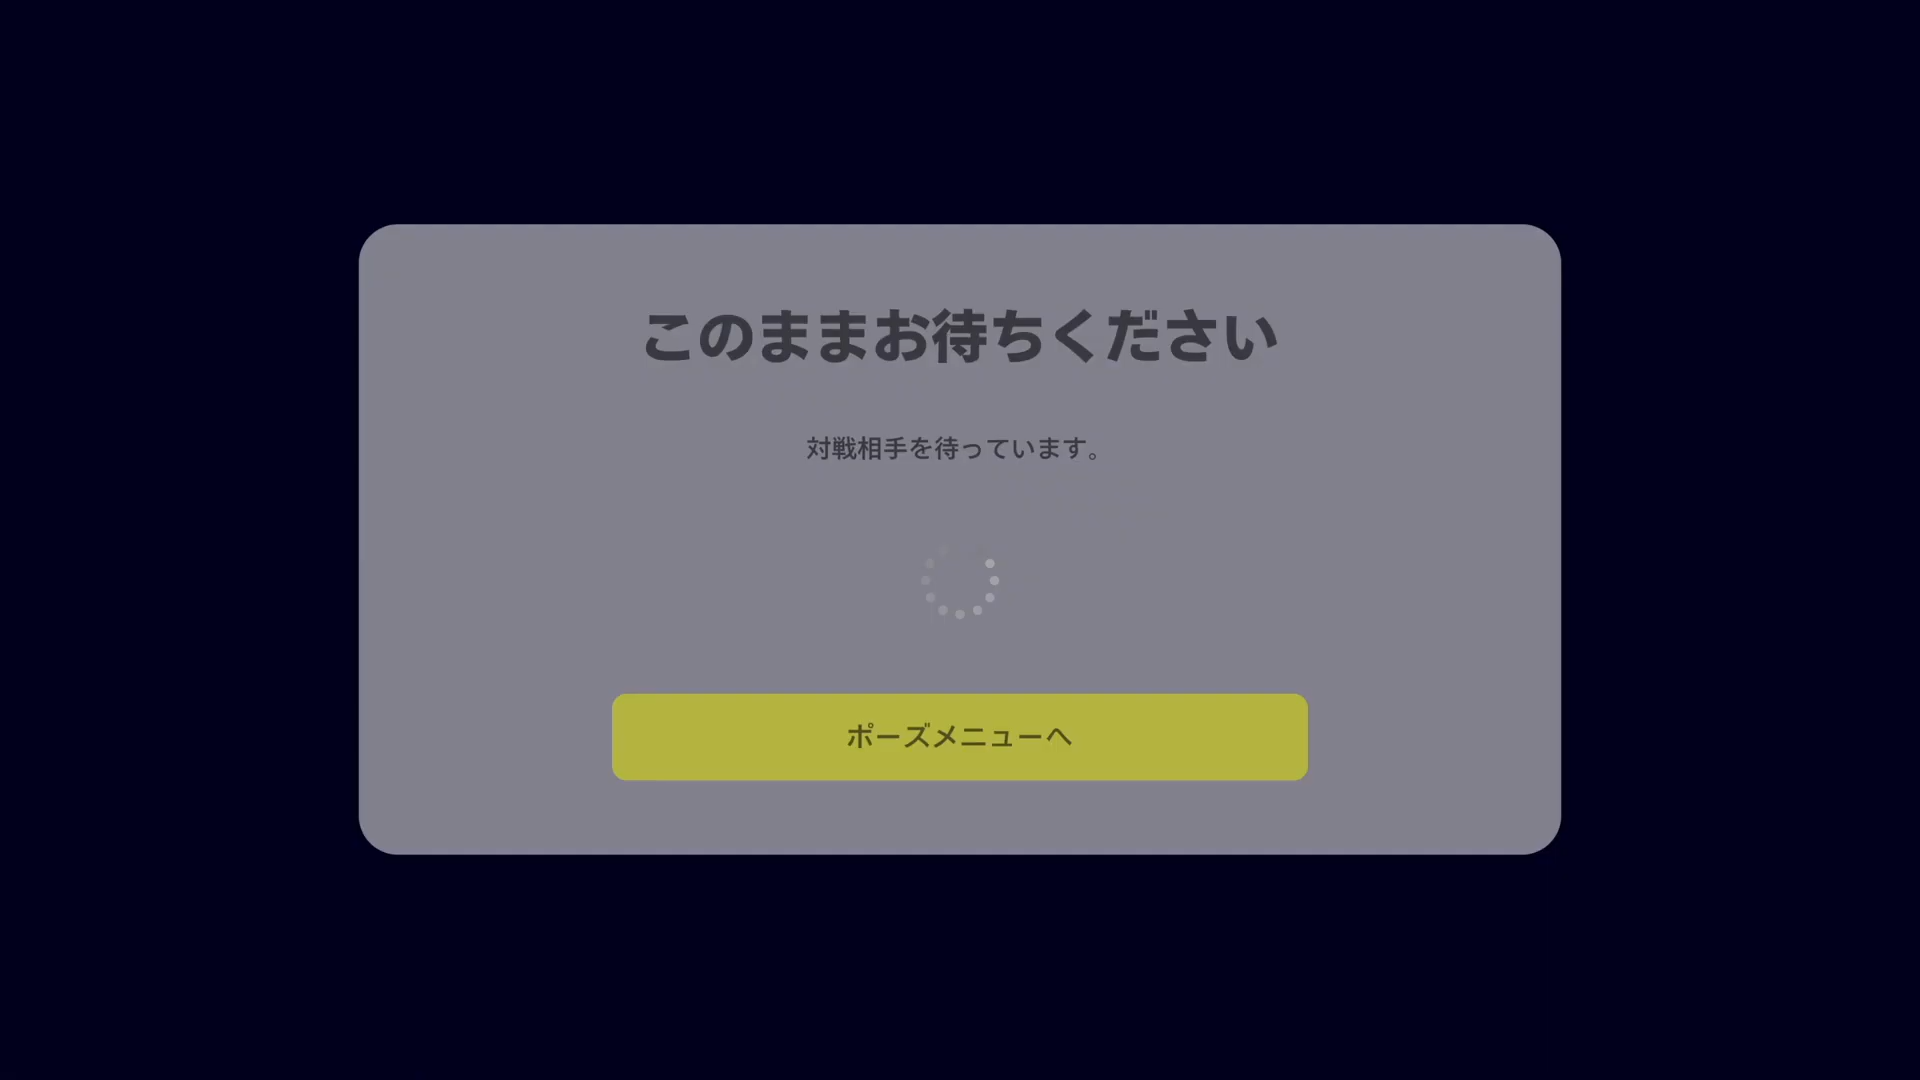 このままお待ちください
対戦相手を待っています。
ポーズメニューへ